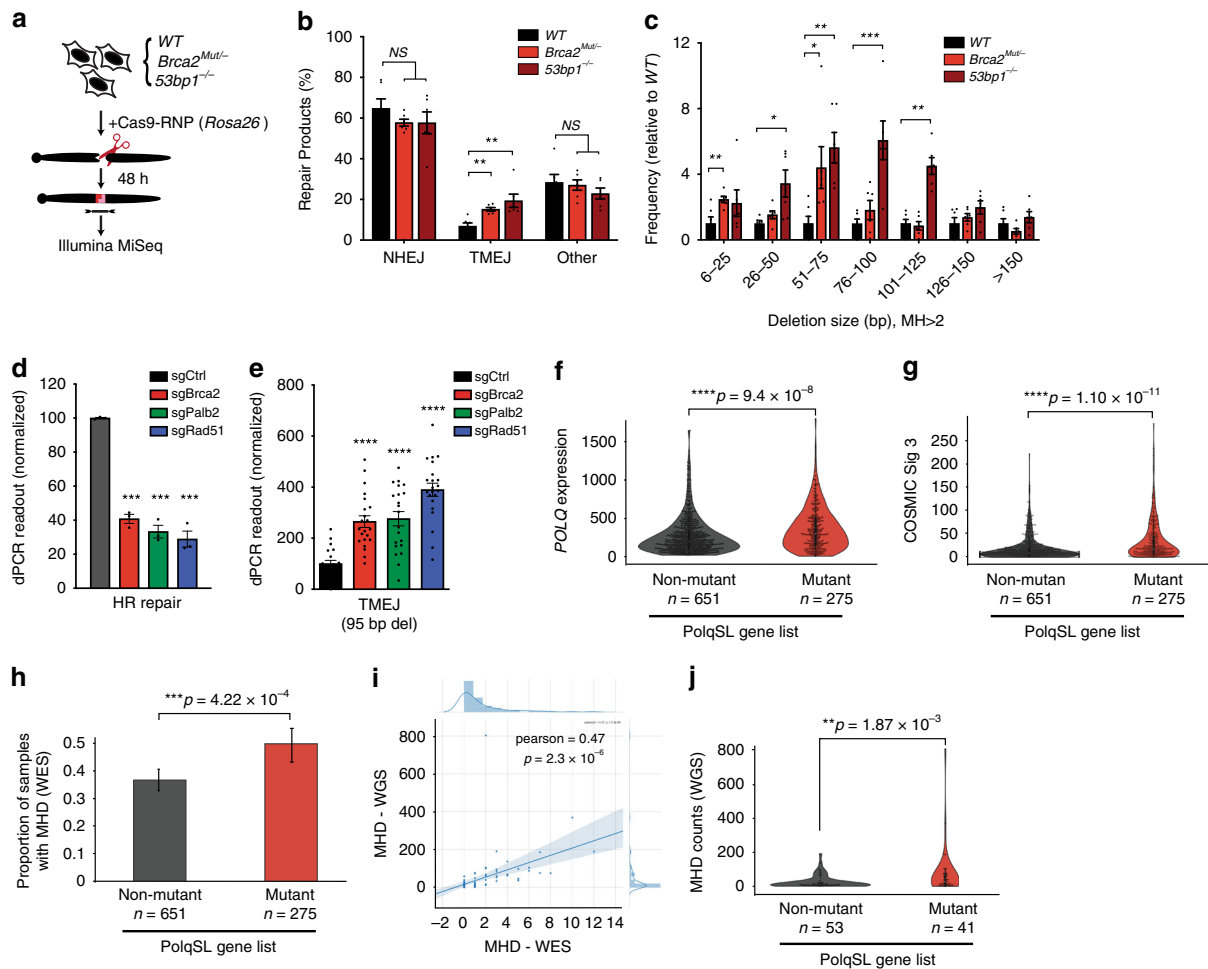 a
WT
Brca2Mut/–
53bp1–/–
+Cas9-RNP (Rosa26)
48 h
Illumina MiSeq
b
Repair Products (%)
100
80
60
40
20
0
NS
**
**
NS
WT
Brca2Mut/–
53bp1–/–
NHEJ
TMEJ
Other
c
Frequency (relative to WT)
12
8
4
0
**
*
**
*
***
**
WT
Brca2Mut/–
53bp1–/–
6–25
26–50
51–75
76–100
101–125
126–150
>150
Deletion size (bp), MH>2
d
dPCR readout (normalized)
120
100
80
60
40
20
0
*** *** ***
sgCtrl
sgBrca2
sgPalb2
sgRad51
HR repair
e
dPCR readout (normalized)
800
600
400
200
0
****
****
****
sgCtrl
sgBrca2
sgPalb2
sgRad51
TMEJ
(95 bp del)
f
****p = 9.4 × 10−8
POLQ expression
1500
1000
500
0
Non-mutant
n = 651
Mutant
n = 275
PolqSL gene list
g
****p = 1.10 × 10−11
COSMIC Sig 3
250
200
150
100
50
0
Non-mutan
n = 651
Mutant
n = 275
PolqSL gene list
h
***p = 4.22 × 10−4
Proportion of samples
with MHD (WES)
0.5
0.4
0.3
0.2
0.1
0
Non-mutant
n = 651
Mutant
n = 275
PolqSL gene list
i
pearson = 0.47
p = 2.3 × 10−6
MHD - WGS
800
600
400
200
0
−2 0 2 4 6 8 10 12 14
MHD - WES
j
**p = 1.87 × 10−3
MHD counts (WGS)
800
600
400
200
0
Non-mutant
n = 53
Mutant
n = 41
PolqSL gene list